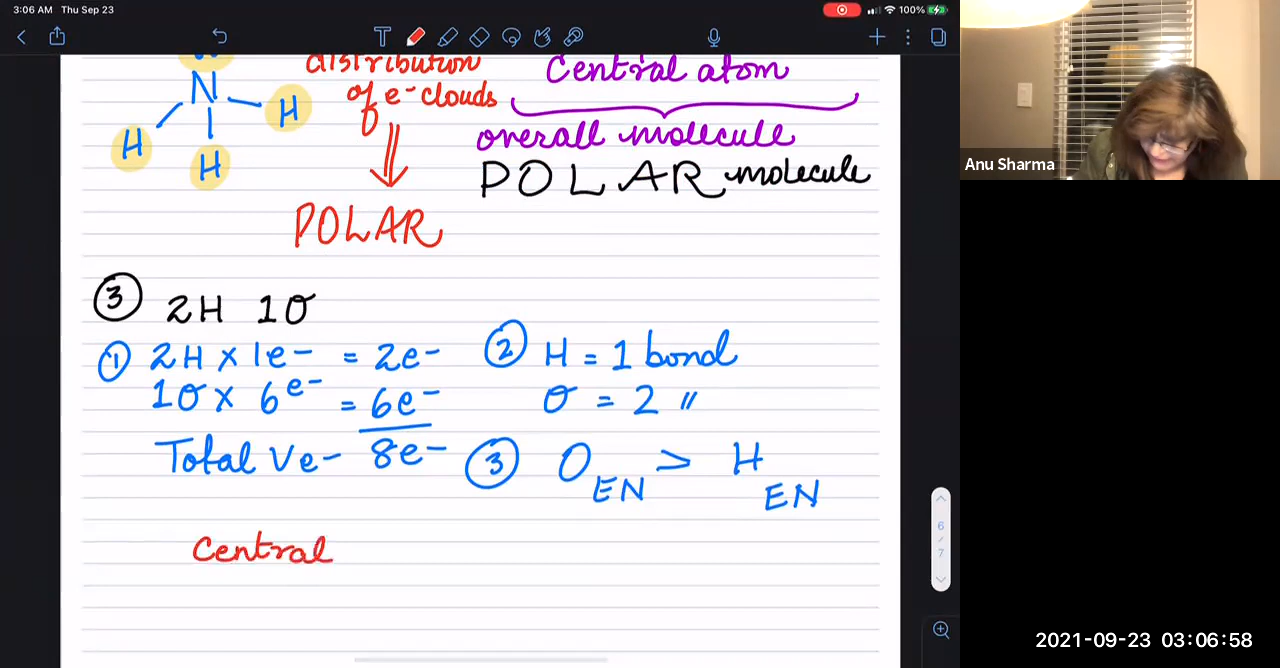 3:06 AM Thu Sep 23
100%
distribution
of e- clouds
Central atom
overall molecule
POLAR molecule
N
H
H
H
POLAR
③ 2H 1O
① 2H x 1e- = 2e-
1O x 6e- = 6e-
Total Ve- 8e-
② H = 1 bond
O = 2 "
③ O EN > H EN
Central
6/7
Anu Sharma
2021-09-23 03:06:58